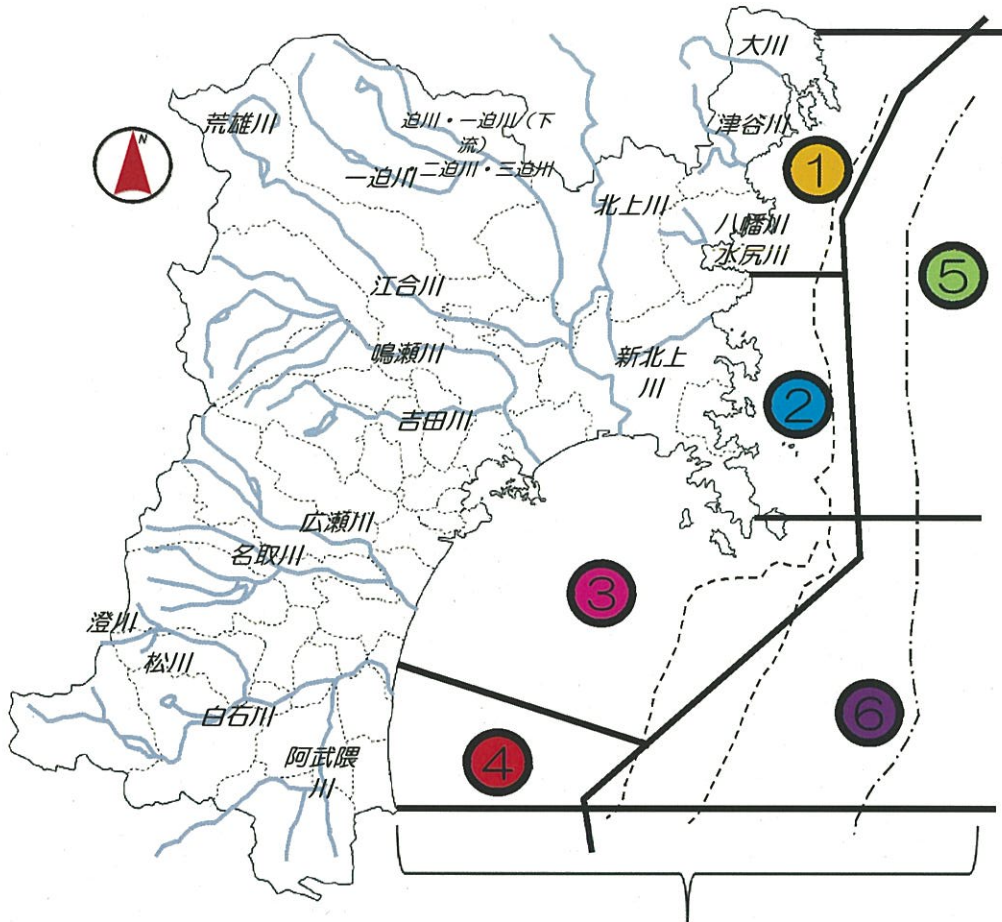 大川
N
荒雄川
迫川・一迫川(下
流)
津谷川
一迫川
二迫川・三迫川
①
北上川
八幡川
水尻川
⑤
江合川
鳴瀬川
新北上
川
②
吉田川
広瀬川
名取川
③
澄川
松川
白石川
⑥
阿武隈
川
④